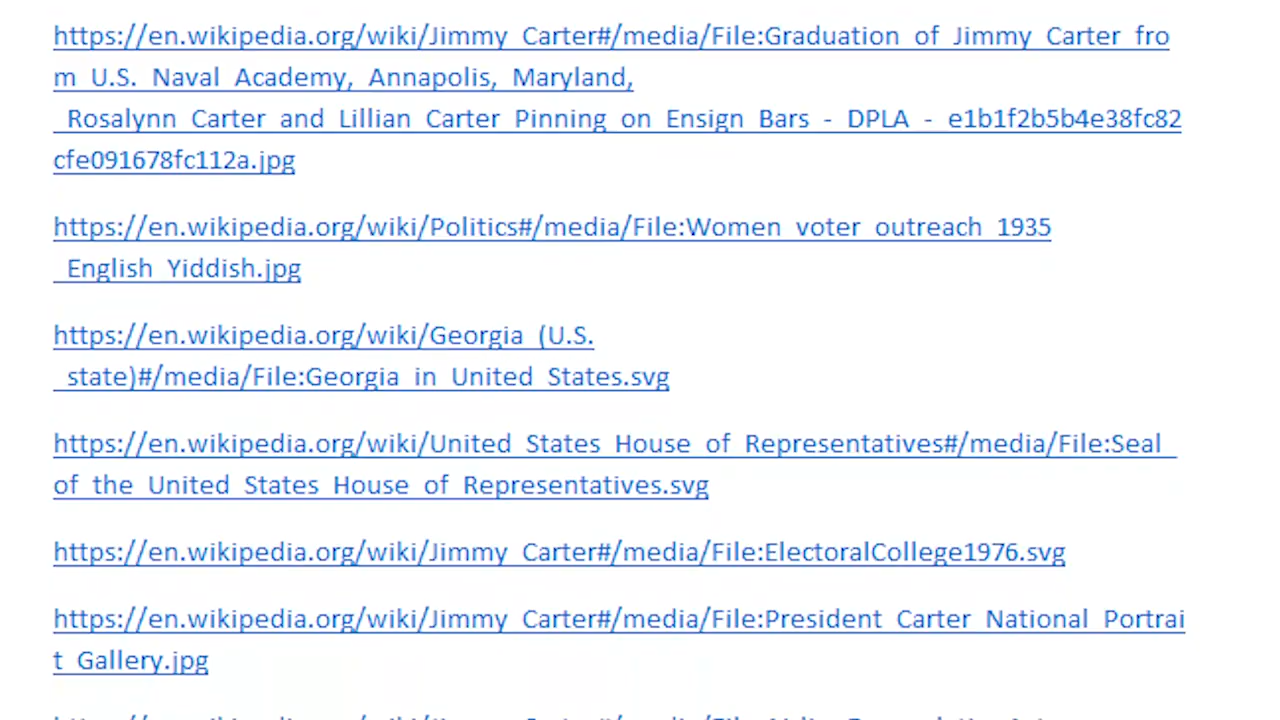 https://en.wikipedia.org/wiki/Jimmy_Carter#/media/File:Graduation_of_Jimmy_Carter_fro
m_U.S._Naval_Academy,_Annapolis,_Maryland,
_Rosalynn_Carter_and_Lillian_Carter_Pinning_on_Ensign_Bars_-_DPLA_-_e1b1f2b5b4e38fc82
cfe091678fc112a.jpg
https://en.wikipedia.org/wiki/Politics#/media/File:Women_voter_outreach_1935
_English_Yiddish.jpg
https://en.wikipedia.org/wiki/Georgia_(U.S.
_state)#/media/File:Georgia_in_United_States.svg
https://en.wikipedia.org/wiki/United_States_House_of_Representatives#/media/File:Seal_
of_the_United_States_House_of_Representatives.svg
https://en.wikipedia.org/wiki/Jimmy_Carter#/media/File:ElectoralCollege1976.svg
https://en.wikipedia.org/wiki/Jimmy_Carter#/media/File:President_Carter_National_Portrai
t_Gallery.jpg